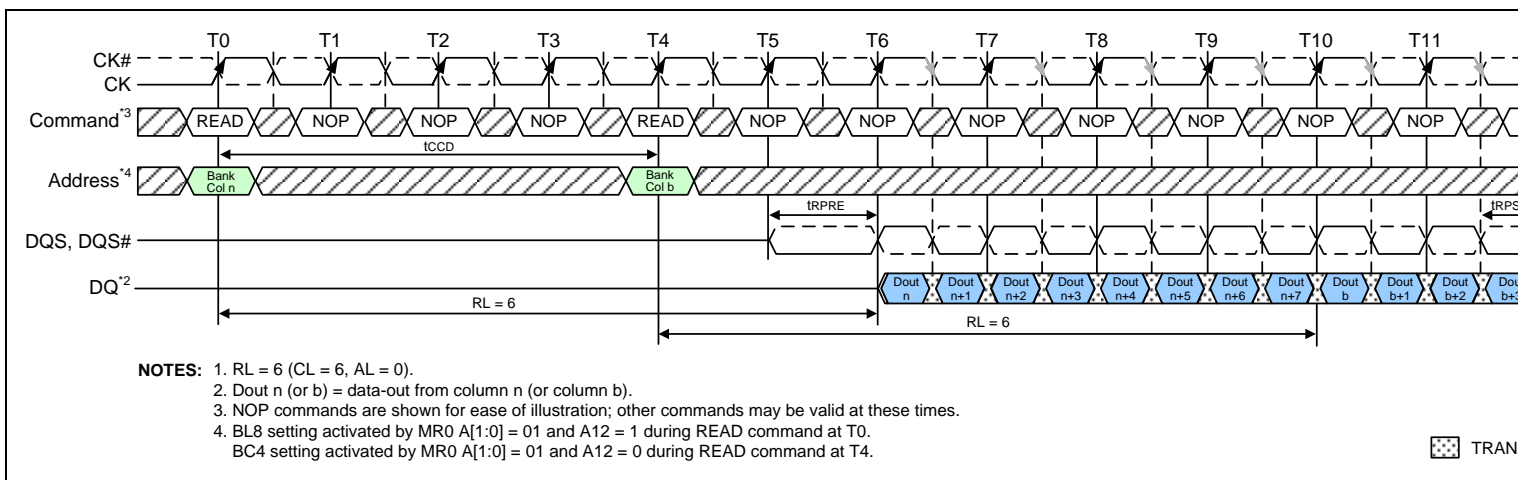 T0 T1 T2 T3 T4 T5 T6 T7 T8 T9 T10 T11
CK#
CK
Command*3 READ NOP NOP NOP READ NOP NOP NOP NOP NOP NOP NOP
tCCD
Address*4 Bank Col n Bank Col b
tRPRE tRPS
DQS, DQS#
DQ*2 Dout n Dout n+1 Dout n+2 Dout n+3 Dout n+4 Dout n+5 Dout n+6 Dout n+7 Dout b Dout b+1 Dout b+2 Dou b+3
RL = 6
RL = 6
NOTES: 1. RL = 6 (CL = 6, AL = 0).
2. Dout n (or b) = data-out from column n (or column b).
3. NOP commands are shown for ease of illustration; other commands may be valid at these times.
4. BL8 setting activated by MR0 A[1:0] = 01 and A12 = 1 during READ command at T0.
BC4 setting activated by MR0 A[1:0] = 01 and A12 = 0 during READ command at T4.
TRAN